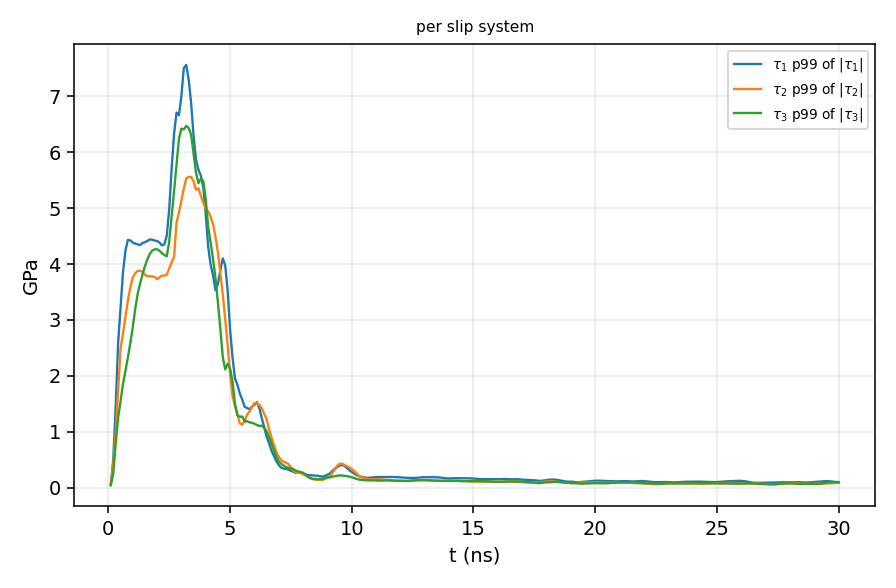 per slip system
τ1 p99 of |τ1|
τ2 p99 of |τ2|
τ3 p99 of |τ3|
GPa
7
6
5
4
3
2
1
0
0 5 10 15 20 25 30
t (ns)